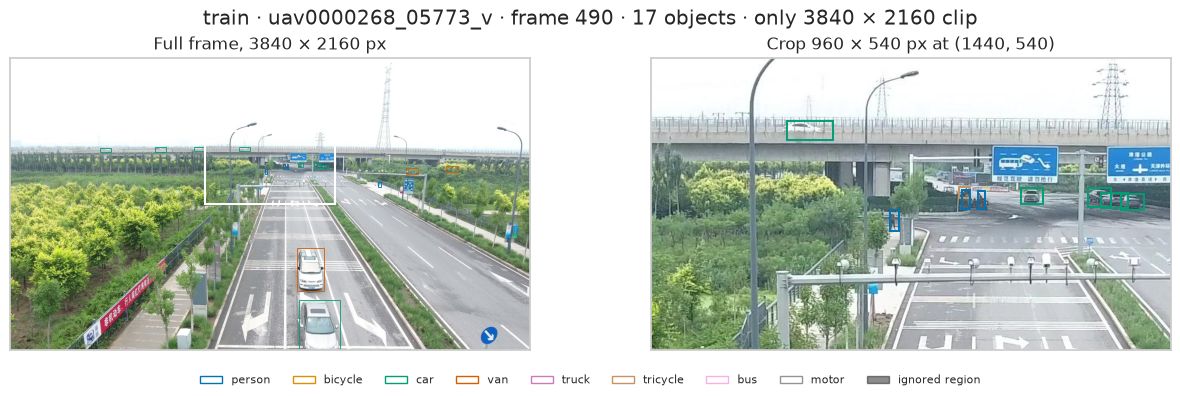 train · uav0000268_05773_v · frame 490 · 17 objects · only 3840 × 2160 clip
Full frame, 3840 × 2160 px
Crop 960 × 540 px at (1440, 540)
person
bicycle
car
van
truck
tricycle
bus
motor
ignored region